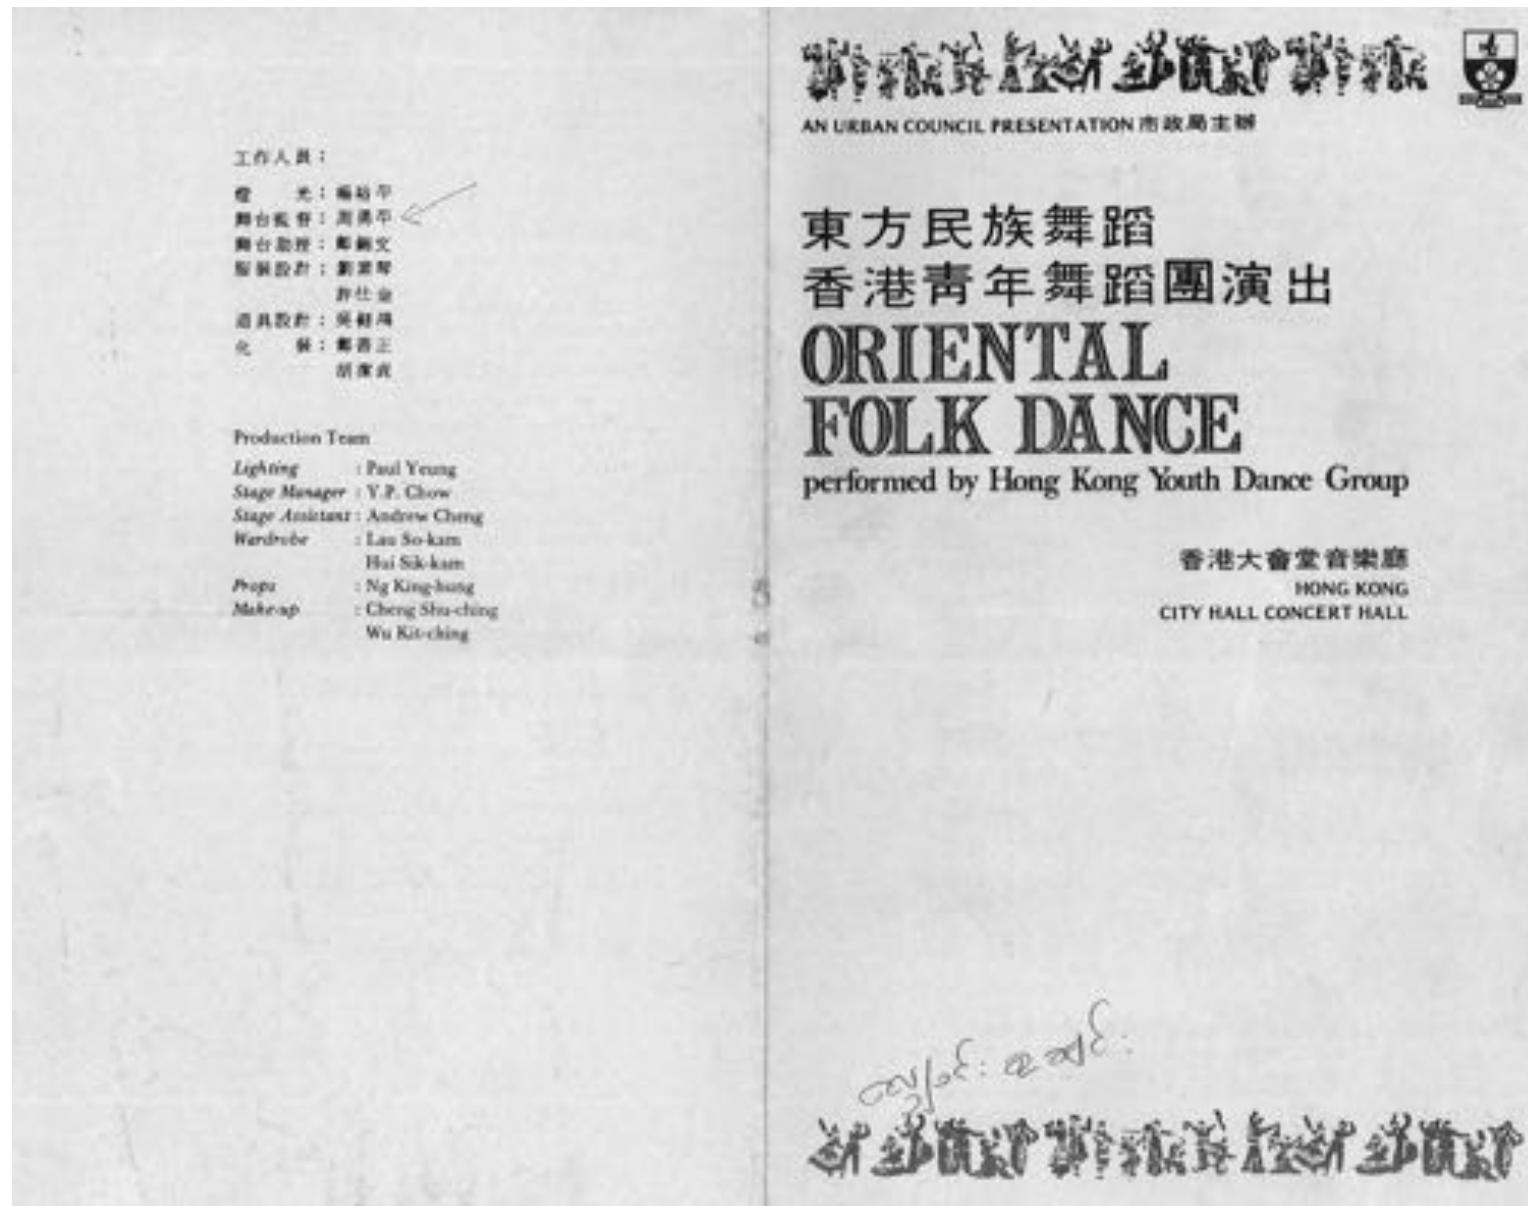 工作人員：
燈　　光：楊裕平
舞台監督：周勇平
舞台助理：鄭錦文
服裝設計：劉素琴
許仕金
道具設計：吳競鴻
化　　裝：鄭書正
胡潔貞
Production Team
Lighting : Paul Yeung
Stage Manager : Y.P. Chow
Stage Assistant : Andrew Cheng
Wardrobe : Lau So-kam
Hui Sik-kam
Props : Ng King-hung
Make-up : Cheng Shu-ching
Wu Kit-ching
AN URBAN COUNCIL PRESENTATION 市政局主辦
東方民族舞蹈
香港青年舞蹈團演出
ORIENTAL
FOLK DANCE
performed by Hong Kong Youth Dance Group
香港大會堂音樂廳
HONG KONG
CITY HALL CONCERT HALL